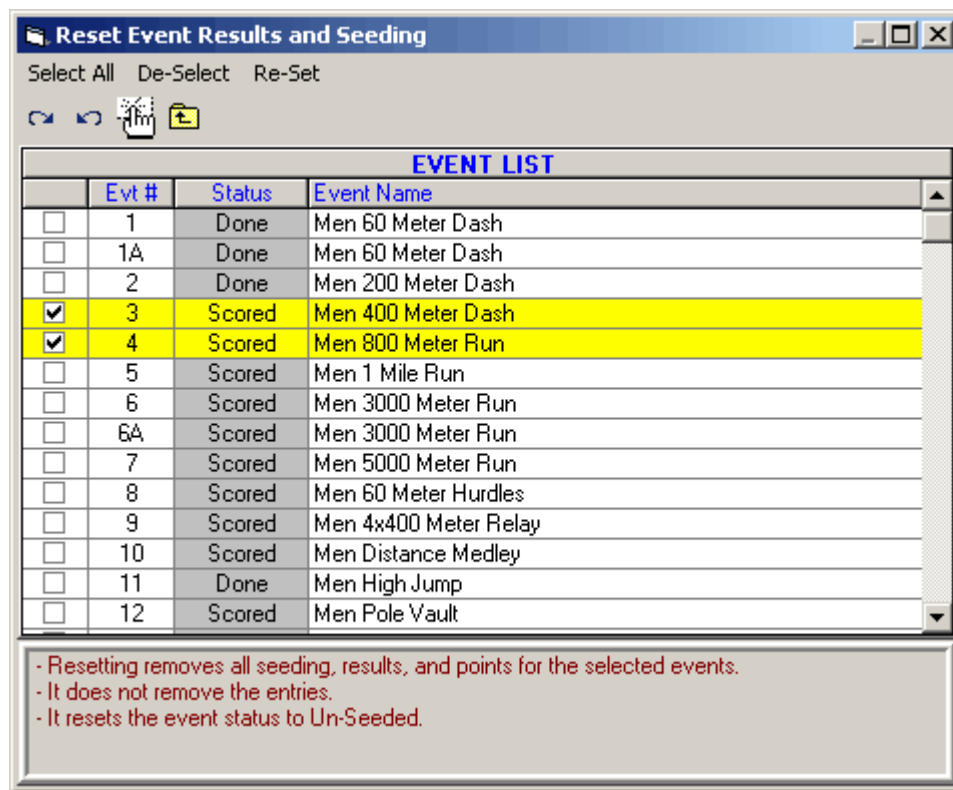 Reset Event Results and Seeding
Select All De-Select Re-Set
EVENT LIST
Evt # Status Event Name
1 Done Men 60 Meter Dash
1A Done Men 60 Meter Dash
2 Done Men 200 Meter Dash
3 Scored Men 400 Meter Dash
4 Scored Men 800 Meter Run
5 Scored Men 1 Mile Run
6 Scored Men 3000 Meter Run
6A Scored Men 3000 Meter Run
7 Scored Men 5000 Meter Run
8 Scored Men 60 Meter Hurdles
9 Scored Men 4x400 Meter Relay
10 Scored Men Distance Medley
11 Done Men High Jump
12 Scored Men Pole Vault
- Resetting removes all seeding, results, and points for the selected events.
- It does not remove the entries.
- It resets the event status to Un-Seeded.